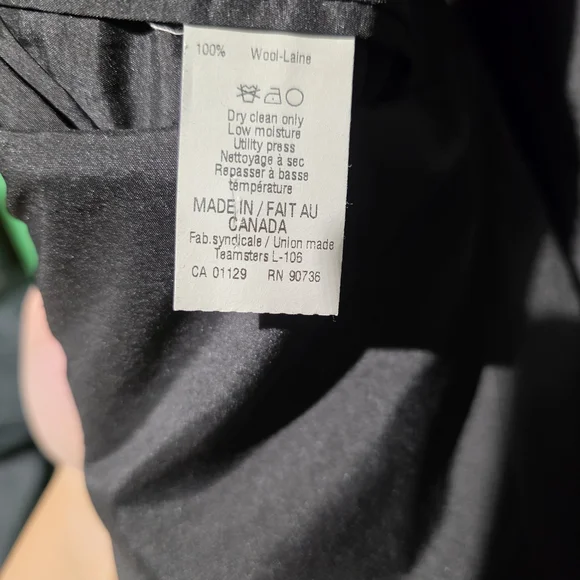 100% Wool-Laine
Dry clean only
Low moisture
Utility press
Nettoyage à sec
Repasser à basse
température
MADE IN / FAIT AU
CANADA
Fab.syndicale / Union made
Teamsters L-106
CA 01129 RN 90736